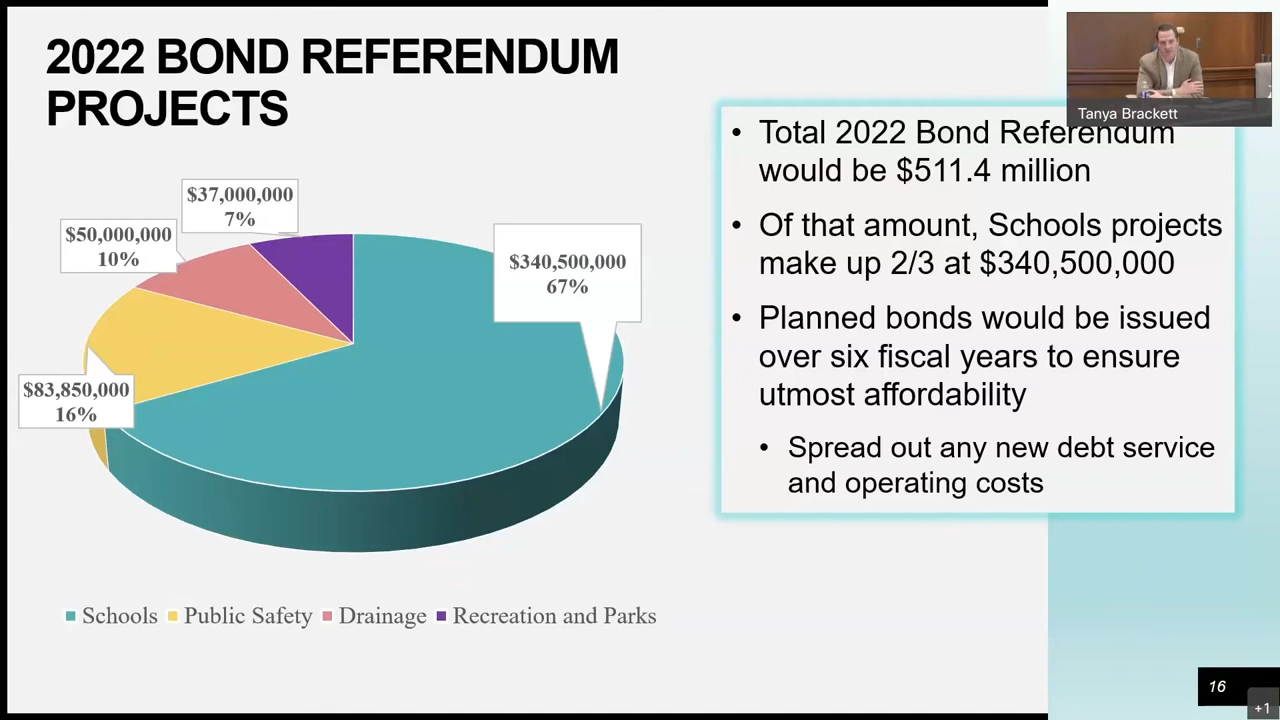 2022 BOND REFERENDUM
PROJECTS
$37,000,000
7%
$50,000,000
10%
$340,500,000
67%
$83,850,000
16%
Schools Public Safety Drainage Recreation and Parks
Tanya Brackett
• Total 2022 Bond Referendum
would be $511.4 million
• Of that amount, Schools projects
make up 2/3 at $340,500,000
• Planned bonds would be issued
over six fiscal years to ensure
utmost affordability
• Spread out any new debt service
and operating costs
16
+1